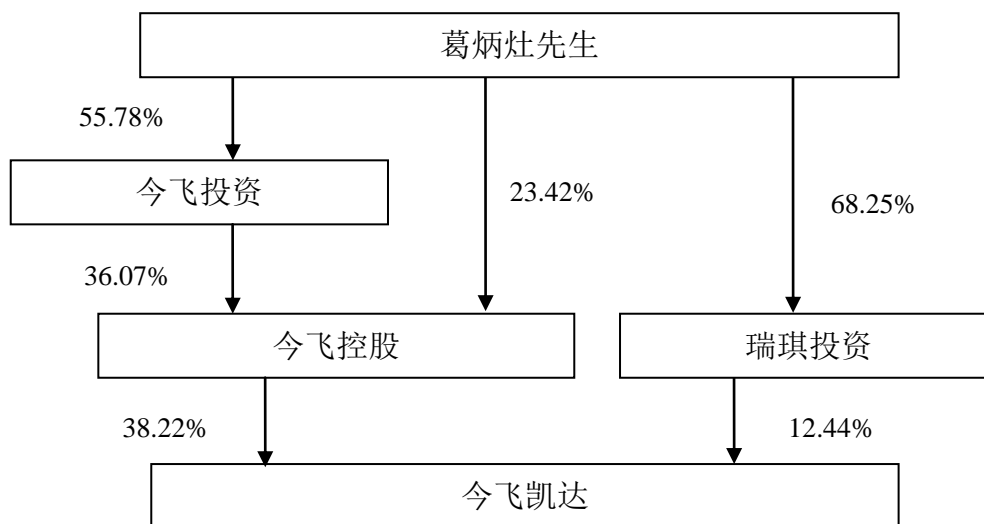 葛炳灶先生
55.78%
今飞投资
23.42%
68.25%
36.07%
今飞控股
瑞琪投资
38.22%
12.44%
今飞凯达